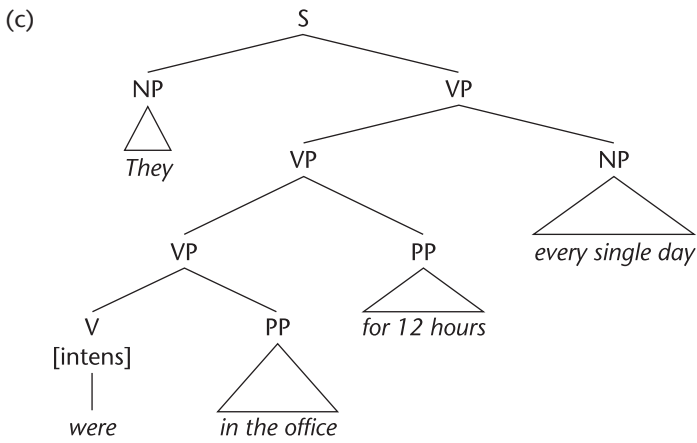 (c)
S
NP VP
They
VP NP
VP PP every single day
V PP for 12 hours
[intens]
were in the office